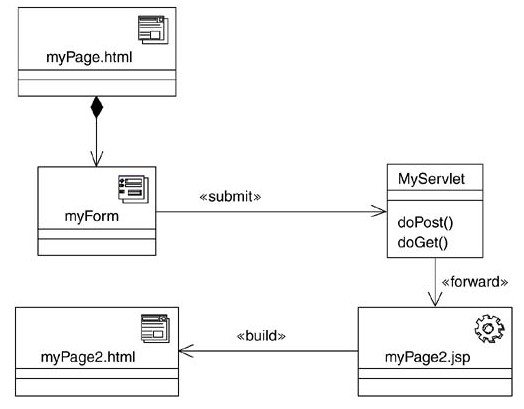 myPage.html
myForm
«submit»
MyServlet
doPost()
doGet()
«forward»
myPage2.html
«build»
myPage2.jsp